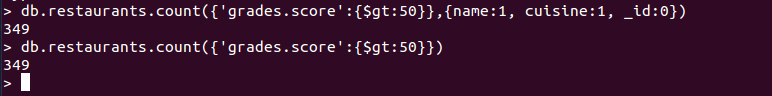 > db.restaurants.count({'grades.score':{$gt:50}},{name:1, cuisine:1, _id:0})
349
> db.restaurants.count({'grades.score':{$gt:50}})
349
>